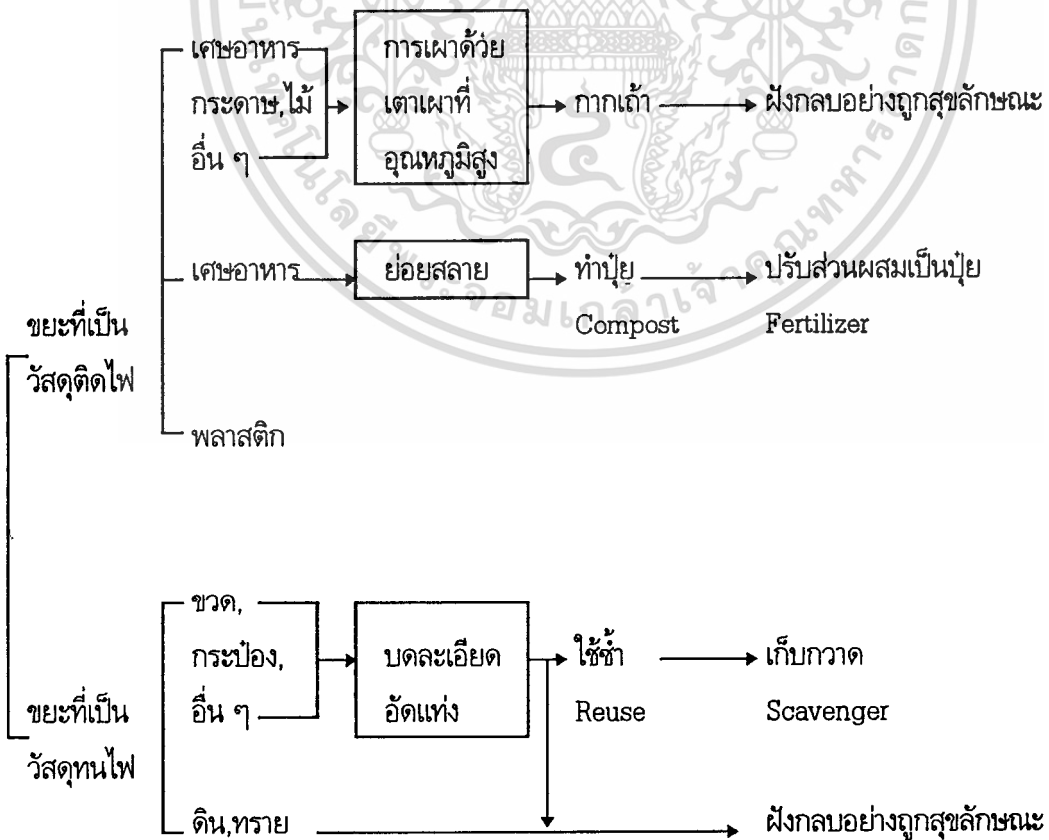 เศษอาหาร
กระดาษ,ไม้
อื่น ๆ
การเผาด้วย
เตาเผาที่
อุณหภูมิสูง
กากเถ้า
ฝังกลบอย่างถูกสุขลักษณะ
เศษอาหาร
ย่อยสลาย
ทำปุ๋ย
Compost
ปรับส่วนผสมเป็นปุ๋ย
Fertilizer
ขยะที่เป็น
วัสดุติดไฟ
พลาสติก
ขวด,
กระป๋อง,
อื่น ๆ
บดละเอียด
อัดแท่ง
ใช้ซ้ำ
Reuse
เก็บกวาด
Scavenger
ขยะที่เป็น
วัสดุทนไฟ
ดิน,ทราย
ฝังกลบอย่างถูกสุขลักษณะ